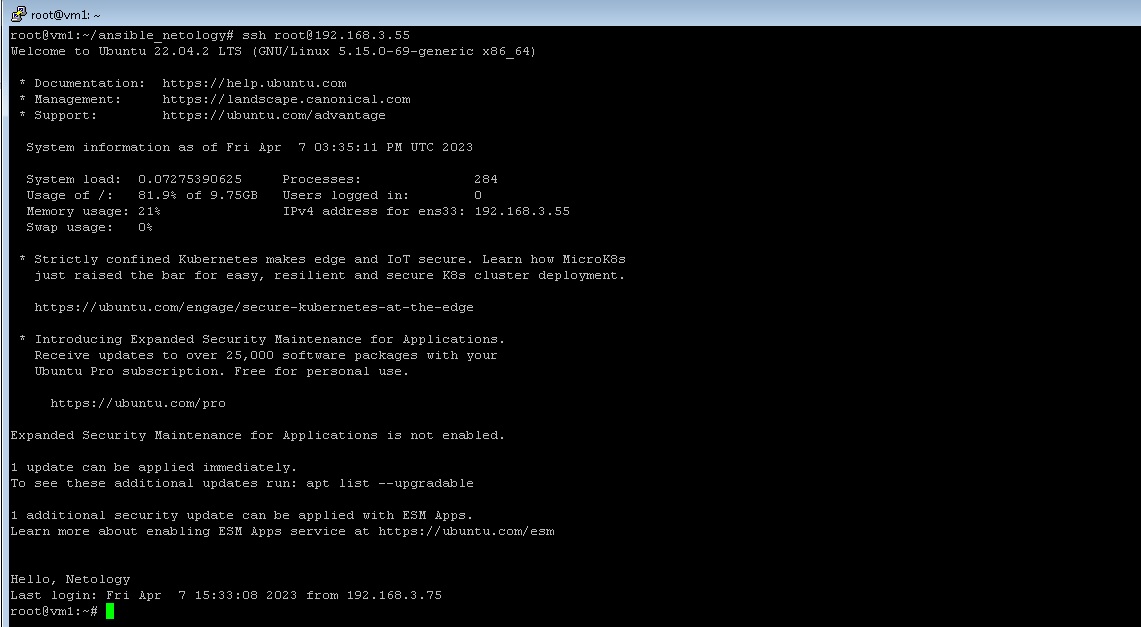 root@vm1: ~
root@vm1:~/ansible_netology# ssh root@192.168.3.55
Welcome to Ubuntu 22.04.2 LTS (GNU/Linux 5.15.0-69-generic x86_64)
 * Documentation:  https://help.ubuntu.com
 * Management:     https://landscape.canonical.com
 * Support:        https://ubuntu.com/advantage
  System information as of Fri Apr  7 03:35:11 PM UTC 2023
  System load:  0.07275390625     Processes:              284
  Usage of /:   81.9% of 9.75GB   Users logged in:        0
  Memory usage: 21%               IPv4 address for ens33: 192.168.3.55
  Swap usage:   0%
 * Strictly confined Kubernetes makes edge and IoT secure. Learn how MicroK8s
   just raised the bar for easy, resilient and secure K8s cluster deployment.
   https://ubuntu.com/engage/secure-kubernetes-at-the-edge
 * Introducing Expanded Security Maintenance for Applications.
   Receive updates to over 25,000 software packages with your
   Ubuntu Pro subscription. Free for personal use.
     https://ubuntu.com/pro
Expanded Security Maintenance for Applications is not enabled.
1 update can be applied immediately.
To see these additional updates run: apt list --upgradable
1 additional security update can be applied with ESM Apps.
Learn more about enabling ESM Apps service at https://ubuntu.com/esm
Hello, Netology
Last login: Fri Apr  7 15:33:08 2023 from 192.168.3.75
root@vm1:~#